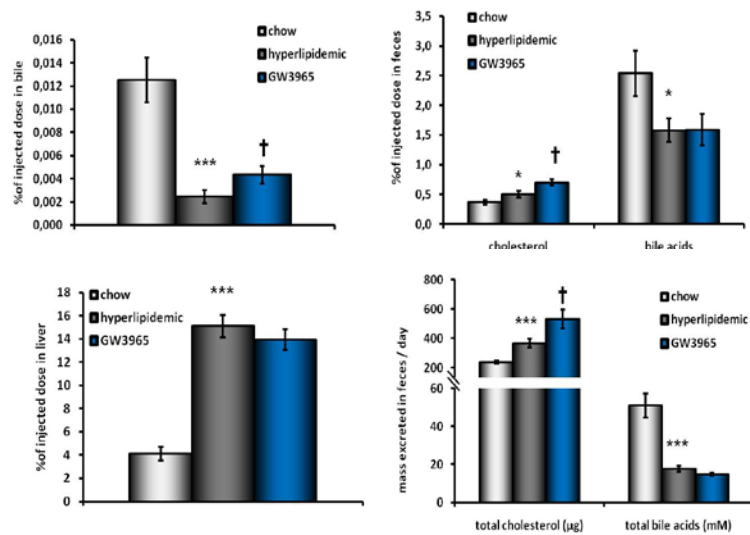 %of injected dose in bile
0,016
0,014
0,012
0,010
0,008
0,006
0,004
0,002
0,000
chow
hyperlipidemic
GW3965
***
†
%of injected dose in feces
3,5
3,0
2,5
2,0
1,5
1,0
0,5
0,0
chow
hyperlipidemic
GW3965
*
†
*
cholesterol
bile acids
%of injected dose in liver
18
16
14
12
10
8
6
4
2
0
chow
hyperlipidemic
GW3965
***
mass excreted in feces / day
800
600
400
200
60
40
20
0
chow
hyperlipidemic
GW3965
***
†
***
total cholesterol (µg)
total bile acids (mM)